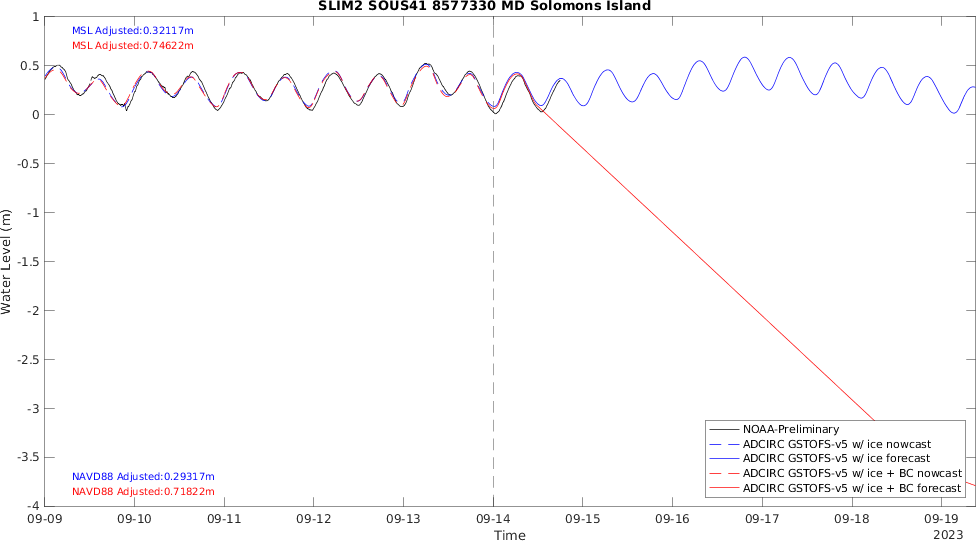 SLIM2 SOUS41 8577330 MD Solomons Island
MSL Adjusted:0.32117m
MSL Adjusted:0.74622m
1
0.5
0
-0.5
-1
-1.5
-2
-2.5
-3
-3.5
-4
Water Level (m)
NAVD88 Adjusted:0.29317m
NAVD88 Adjusted:0.71822m
NOAA-Preliminary
ADCIRC GSTOFS-v5 w/ ice nowcast
ADCIRC GSTOFS-v5 w/ ice forecast
ADCIRC GSTOFS-v5 w/ ice + BC nowcast
ADCIRC GSTOFS-v5 w/ ice + BC forecast
09-09 09-10 09-11 09-12 09-13 09-14 09-15 09-16 09-17 09-18 09-19
Time
2023